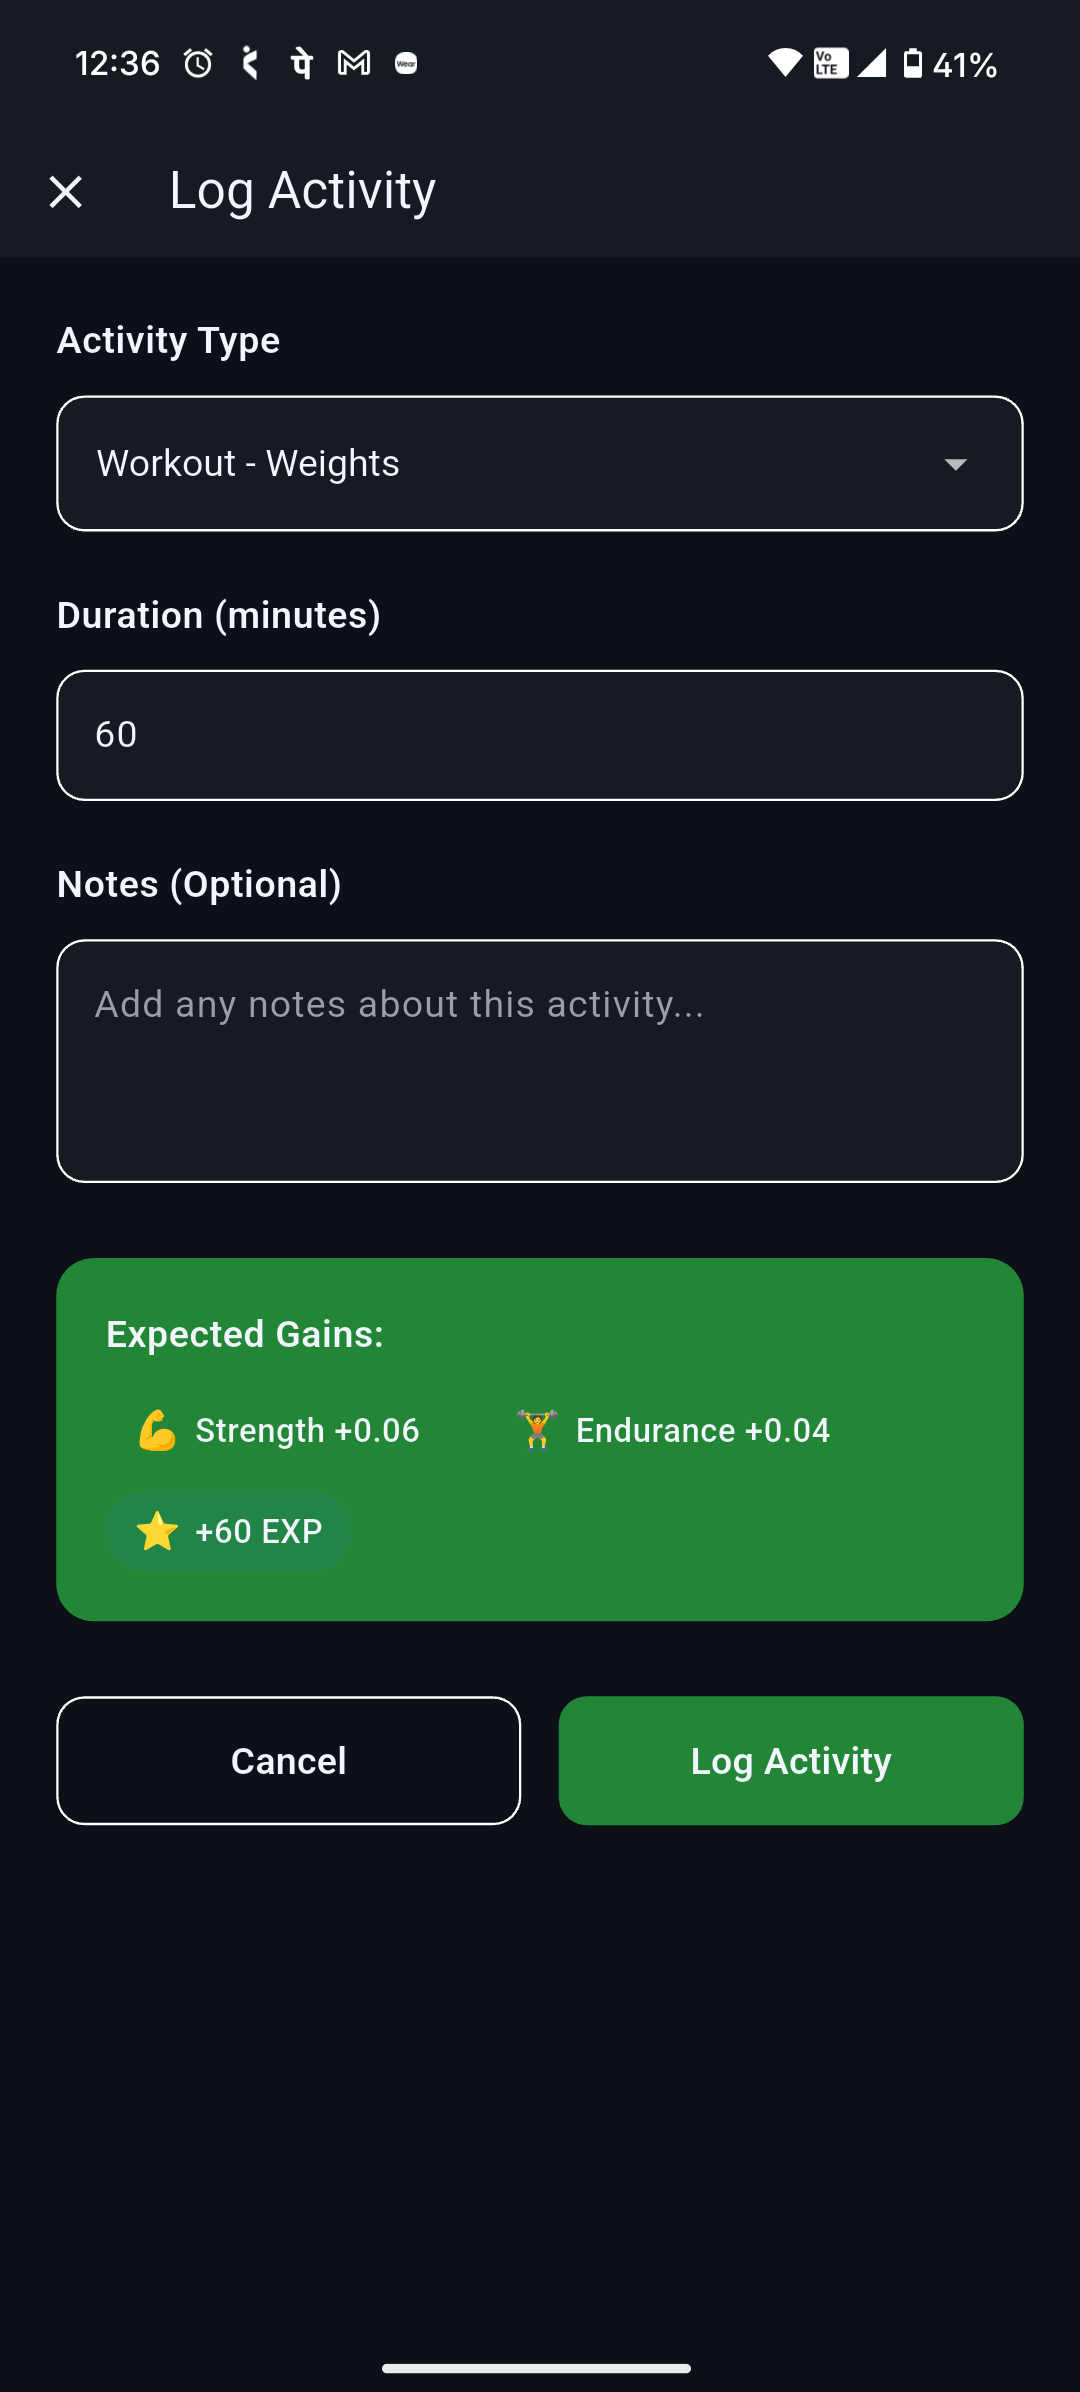 12:36 पे Wear Vo LTE 41%
Log Activity
Activity Type
Workout - Weights
Duration (minutes)
60
Notes (Optional)
Add any notes about this activity...
Expected Gains:
💪 Strength +0.06 🏋️ Endurance +0.04
⭐ +60 EXP
Cancel Log Activity